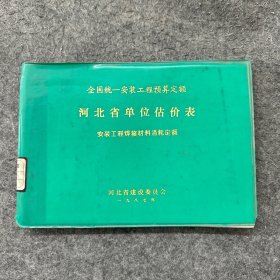 全国统一安装工程预算定额
河北省单位估价表
安装工程焊接材料消耗定额
河北省建设委员会
一九八七年